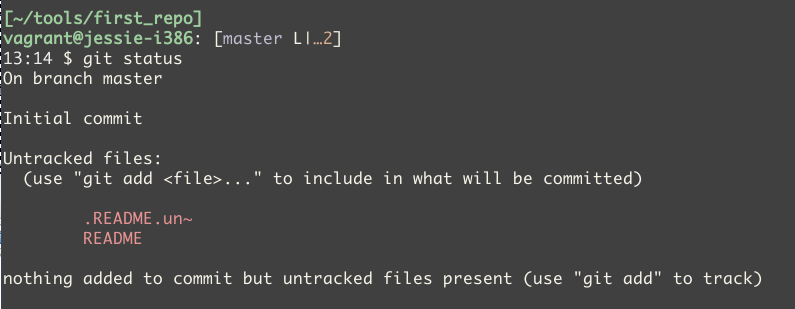 [~/tools/first_repo]
vagrant@jessie-i386: [master L|…2]
13:14 $ git status
On branch master
Initial commit
Untracked files:
  (use "git add <file>..." to include in what will be committed)
        .README.un~
        README
nothing added to commit but untracked files present (use "git add" to track)